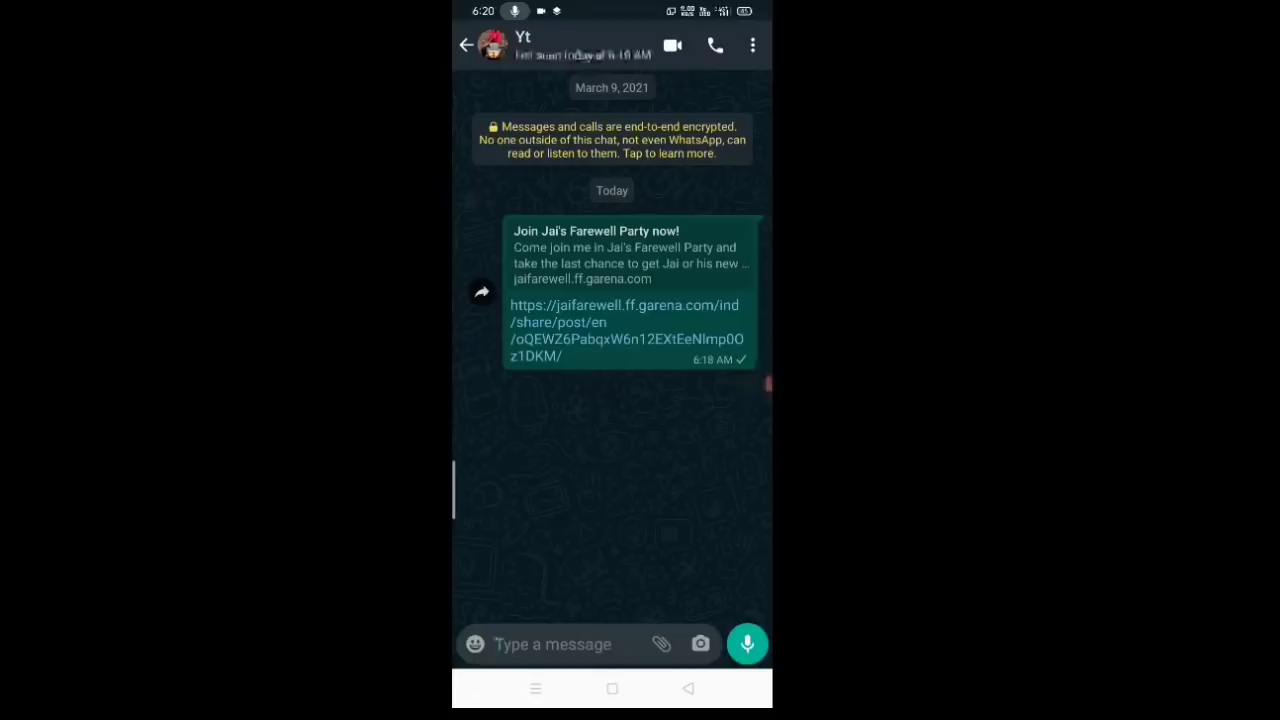 6:20
Yt
March 9, 2021
Messages and calls are end-to-end encrypted.
No one outside of this chat, not even WhatsApp, can
read or listen to them. Tap to learn more.
Today
Join Jai's Farewell Party now!
Come join me in Jai's Farewell Party and
take the last chance to get Jai or his new ...
jaifarewell.ff.garena.com
https://jaifarewell.ff.garena.com/ind
/share/post/en
/oQEWZ6PabqxW6n12EXtEeNlmp0O
z1DKM/
6:18 AM
Type a message